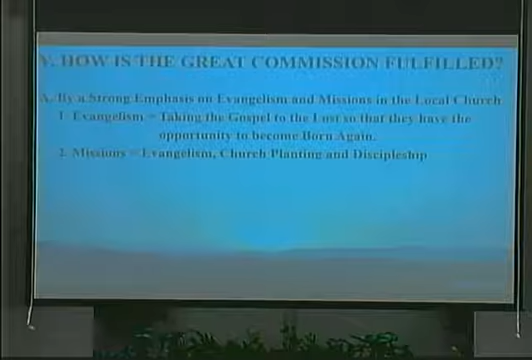 V. HOW IS THE GREAT COMMISSION FULFILLED?
A. By a Strong Emphasis on Evangelism and Missions in the Local Church
1. Evangelism = Taking the Gospel to the Lost so that they have the
opportunity to become Born Again.
2. Missions = Evangelism, Church Planting and Discipleship